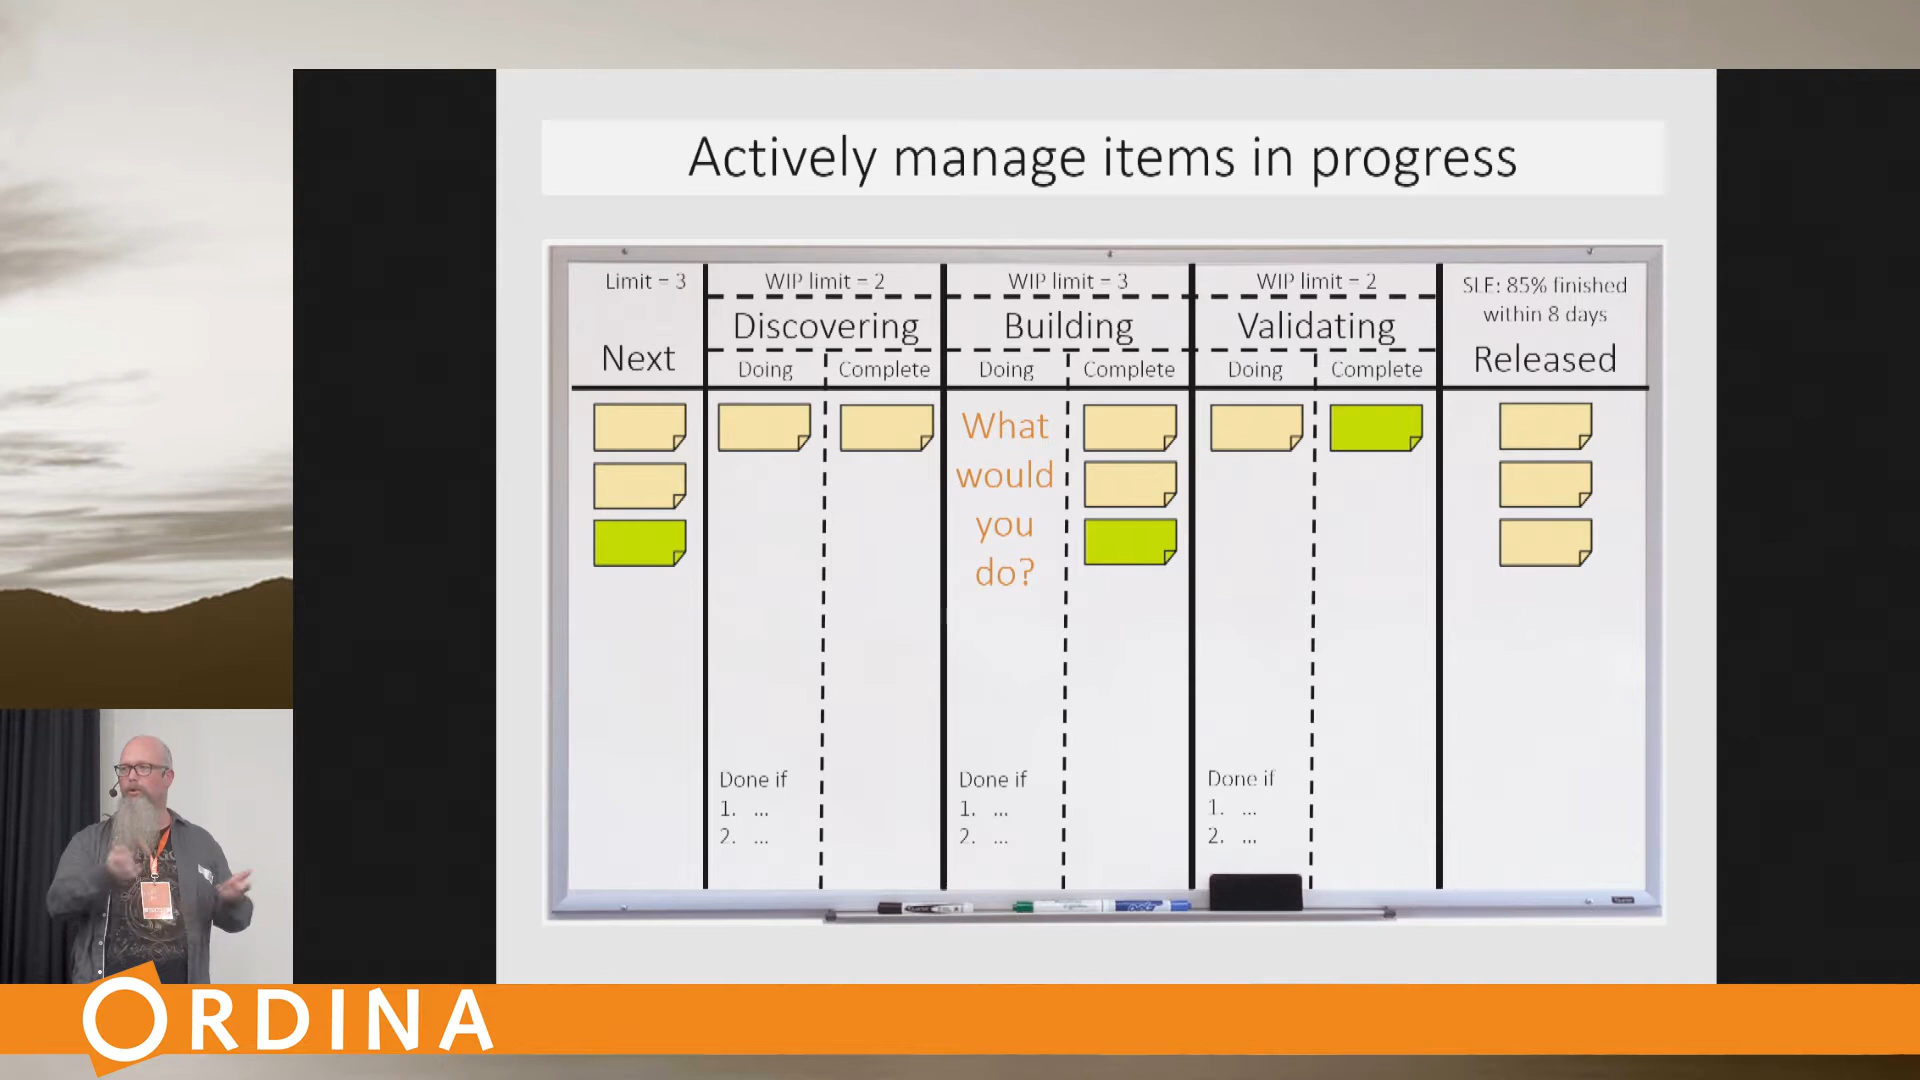 Actively manage items in progress
Limit = 3
Next
WIP limit = 2
Discovering
Doing
Complete
Done if
1. ...
2. ...
WIP limit = 3
Building
Doing
Complete
What
would
you
do?
Done if
1. ...
2. ...
WIP limit = 2
Validating
Doing
Complete
Done if
1. ...
2. ...
SLE: 85% finished
within 8 days
Released
ORDINA